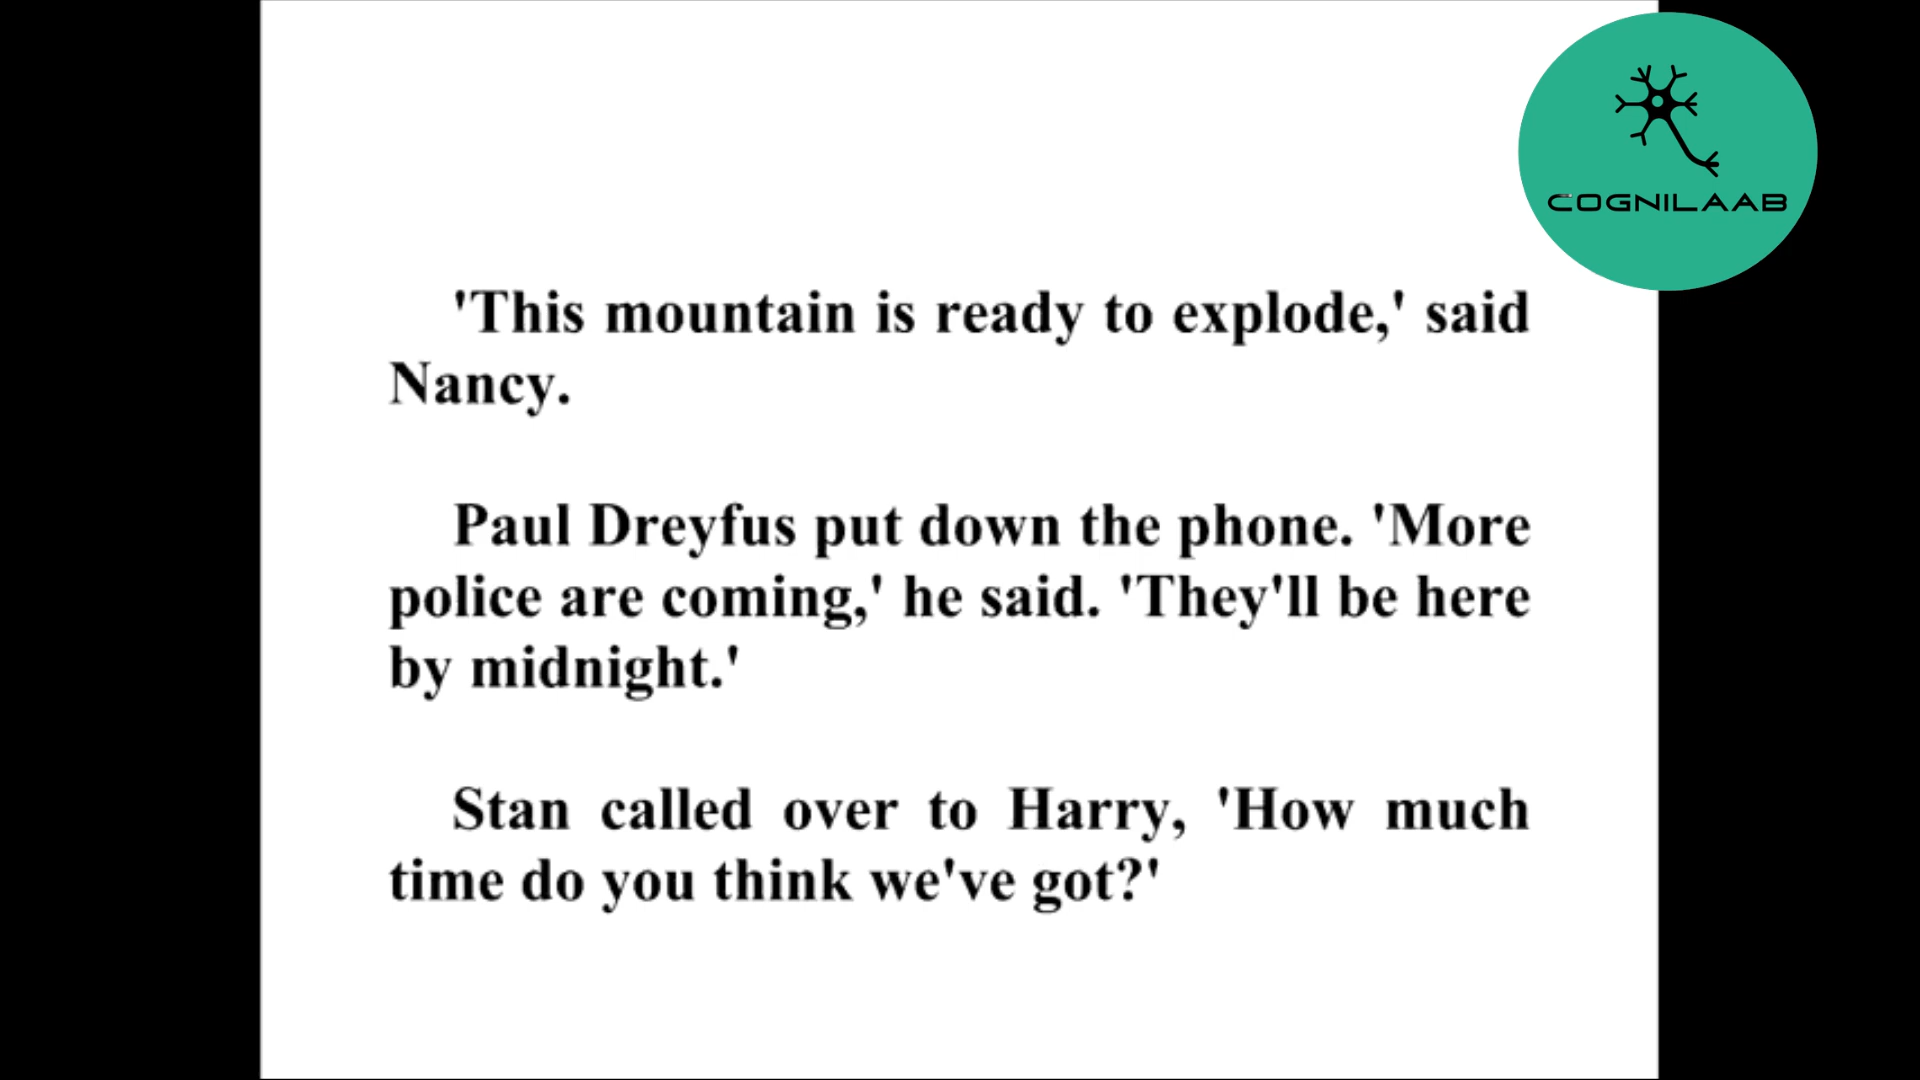 COGNILAAB
'This mountain is ready to explode,' said
Nancy.
Paul Dreyfus put down the phone. 'More
police are coming,' he said. 'They'll be here
by midnight.'
Stan called over to Harry, 'How much
time do you think we've got?'